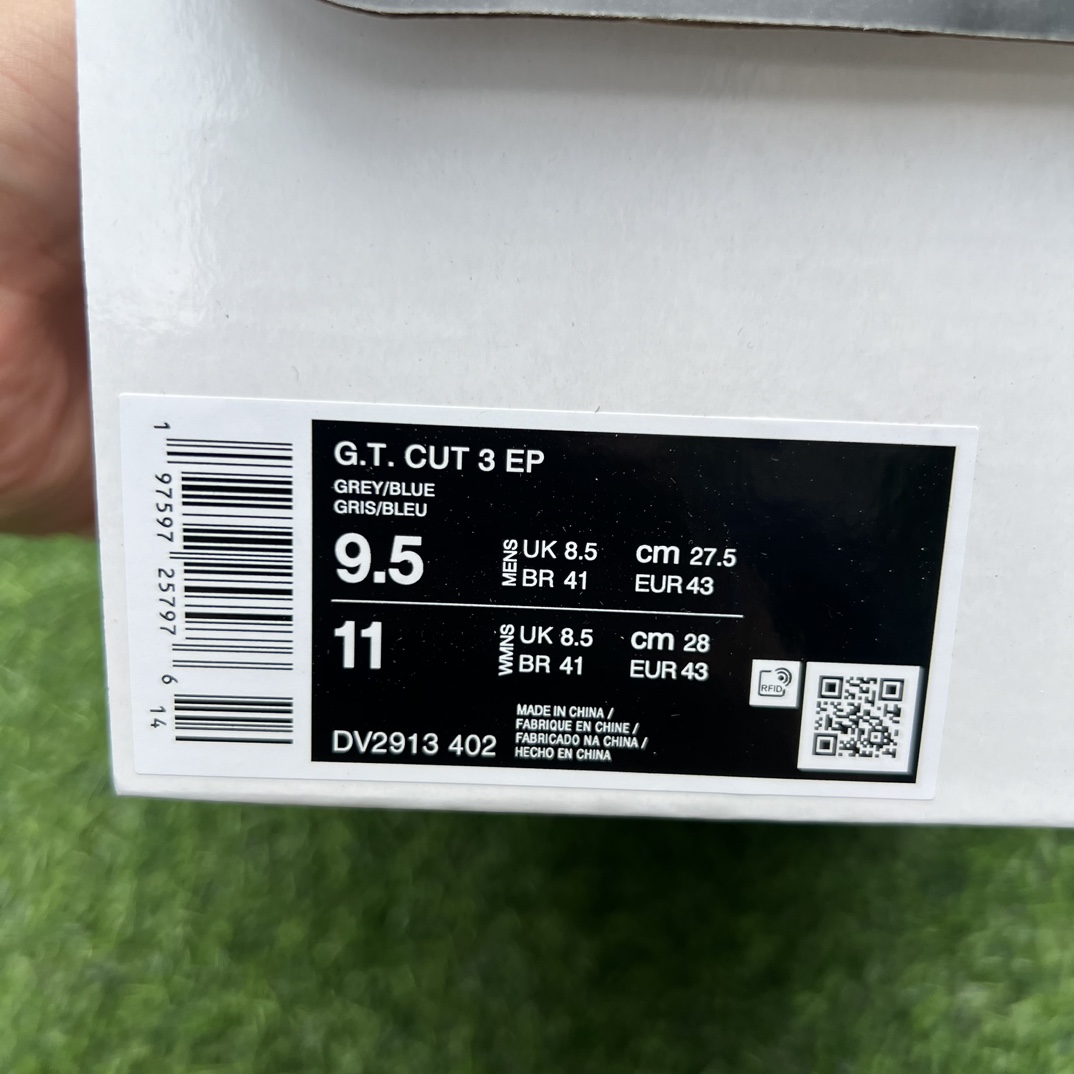 1 97597 25797 6 14
G.T. CUT 3 EP
GREY/BLUE
GRIS/BLEU
9.5 MENS UK 8.5 cm 27.5
BR 41 EUR 43
11 WMNS UK 8.5 cm 28
BR 41 EUR 43
DV2913 402
MADE IN CHINA /
FABRIQUE EN CHINE /
FABRICADO NA CHINA /
HECHO EN CHINA
RFID